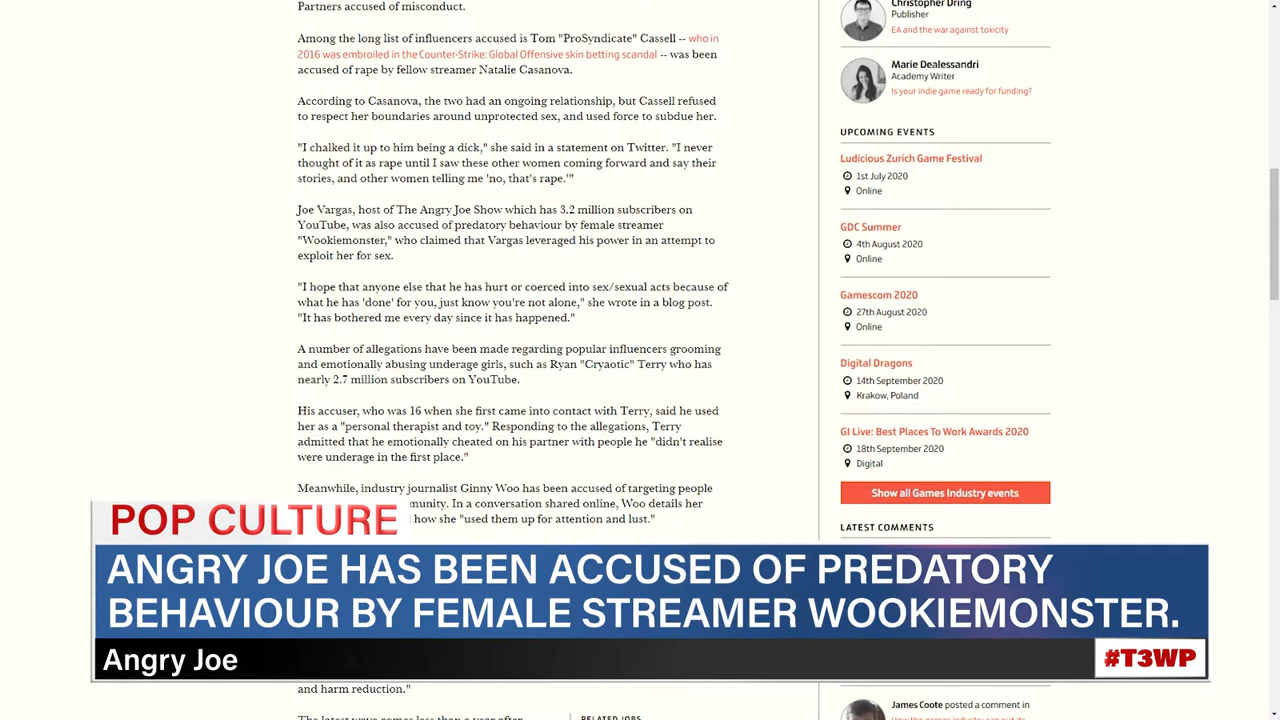 Partners accused of misconduct.
Among the long list of influencers accused is Tom "ProSyndicate" Cassell -- who in
2016 was embroiled in the Counter-Strike: Global Offensive skin betting scandal -- was been
accused of rape by fellow streamer Natalie Casanova.
According to Casanova, the two had an ongoing relationship, but Cassell refused
to respect her boundaries around unprotected sex, and used force to subdue her.
"I chalked it up to him being a dick," she said in a statement on Twitter. "I never
thought of it as rape until I saw these other women coming forward and say their
stories, and other women telling me 'no, that's rape.'"
Joe Vargas, host of The Angry Joe Show which has 3.2 million subscribers on
YouTube, was also accused of predatory behaviour by female streamer
"Wookiemonster," who claimed that Vargas leveraged his power in an attempt to
exploit her for sex.
"I hope that anyone else that he has hurt or coerced into sex/sexual acts because of
what he has 'done' for you, just know you're not alone," she wrote in a blog post.
"It has bothered me every day since it has happened."
A number of allegations have been made regarding popular influencers grooming
and emotionally abusing underage girls, such as Ryan "Cryaotic" Terry who has
nearly 2.7 million subscribers on YouTube.
His accuser, who was 16 when she first came into contact with Terry, said he used
her as a "personal therapist and toy." Responding to the allegations, Terry
admitted that he emotionally cheated on his partner with people he "didn't realise
were underage in the first place."
Meanwhile, industry journalist Ginny Woo has been accused of targeting people
munity. In a conversation shared online, Woo details her
how she "used them up for attention and lust."
and harm reduction."
The latest wave comes less than a year after
RELATED JOBS
Christopher Dring
Publisher
EA and the war against toxicity
Marie Dealessandri
Academy Writer
Is your indie game ready for funding?
UPCOMING EVENTS
Ludicious Zurich Game Festival
1st July 2020
Online
GDC Summer
4th August 2020
Online
Gamescom 2020
27th August 2020
Online
Digital Dragons
14th September 2020
Krakow, Poland
GI Live: Best Places To Work Awards 2020
18th September 2020
Digital
Show all Games Industry events
LATEST COMMENTS
James Coote posted a comment in
How the games industry can put its
POP CULTURE
ANGRY JOE HAS BEEN ACCUSED OF PREDATORY
BEHAVIOUR BY FEMALE STREAMER WOOKIEMONSTER.
Angry Joe
#T3WP